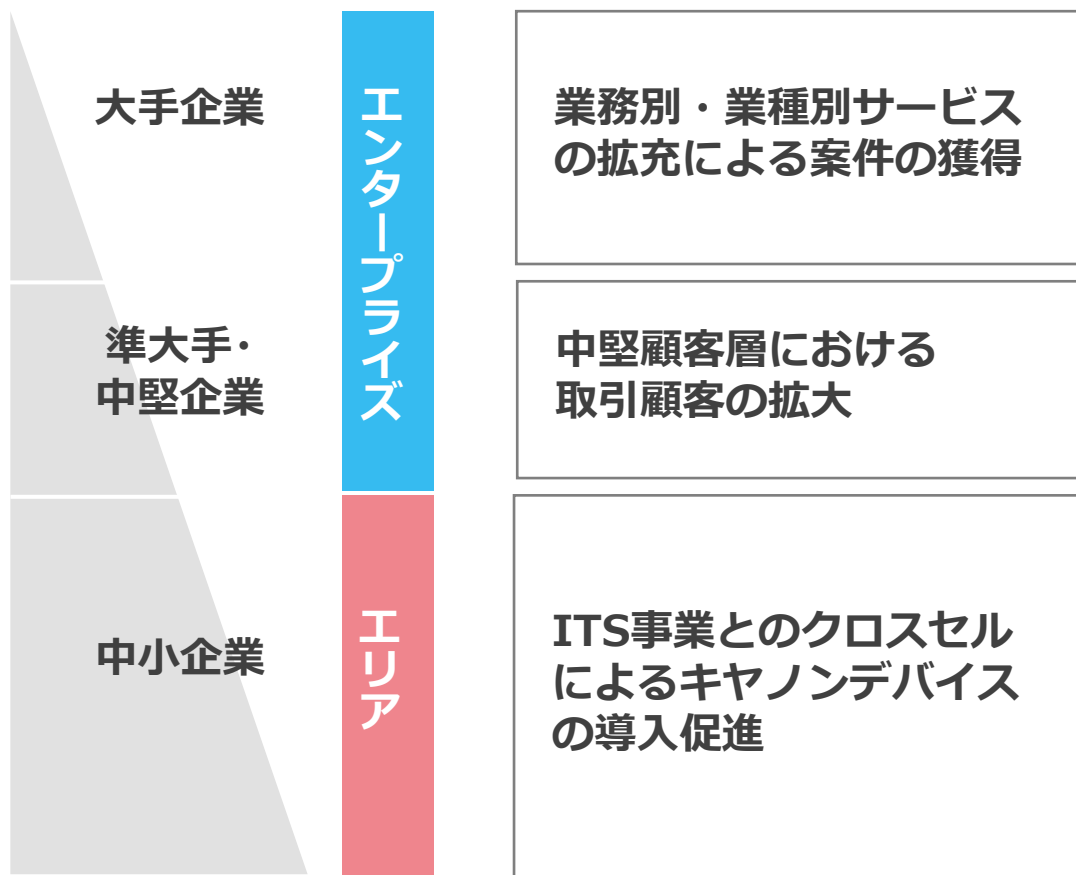 大手企業
エンタープライズ
業務別・業種別サービス
の拡充による案件の獲得
準大手・
中堅企業
中堅顧客層における
取引顧客の拡大
中小企業
エリア
ITS事業とのクロスセル
によるキヤノンデバイス
の導入促進